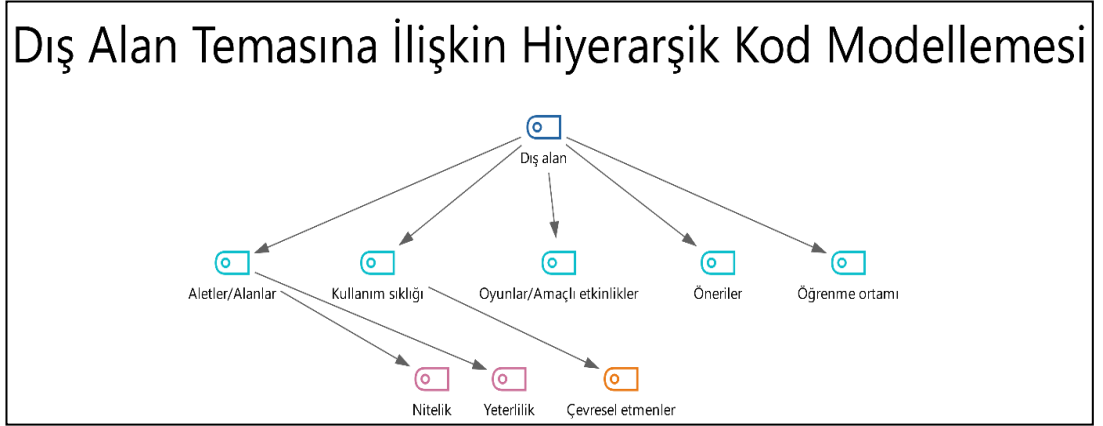 Dış Alan Temasına İlişkin Hiyerarşik Kod Modellemesi
Dış alan
Aletler/Alanlar
Kullanım sıklığı
Oyunlar/Amaçlı etkinlikler
Öneriler
Öğrenme ortamı
Nitelik
Yeterlilik
Çevresel etmenler